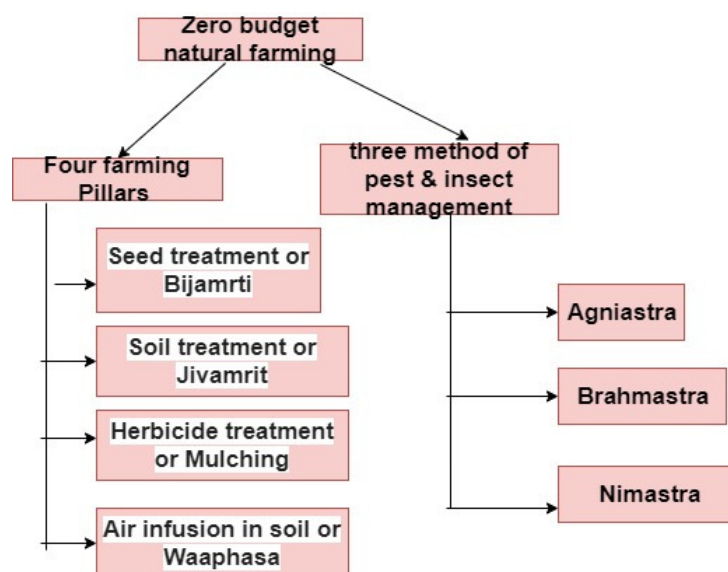 Zero budget
natural farming
Four farming
Pillars
three method of
pest & insect
management
Seed treatment or
Bijamrti
Soil treatment or
Jivamrit
Herbicide treatment
or Mulching
Air infusion in soil or
Waaphasa
Agniastra
Brahmastra
Nimastra